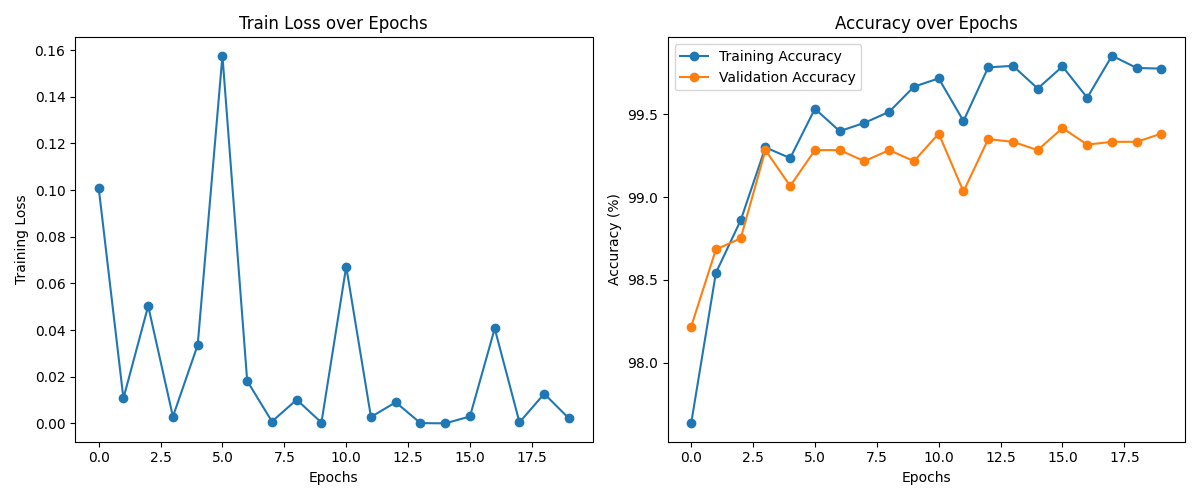 Train Loss over Epochs
Training Loss
0.16
0.14
0.12
0.10
0.08
0.06
0.04
0.02
0.00
0.0 2.5 5.0 7.5 10.0 12.5 15.0 17.5
Epochs
Accuracy over Epochs
Training Accuracy
Validation Accuracy
Accuracy (%)
99.5
99.0
98.5
98.0
0.0 2.5 5.0 7.5 10.0 12.5 15.0 17.5
Epochs